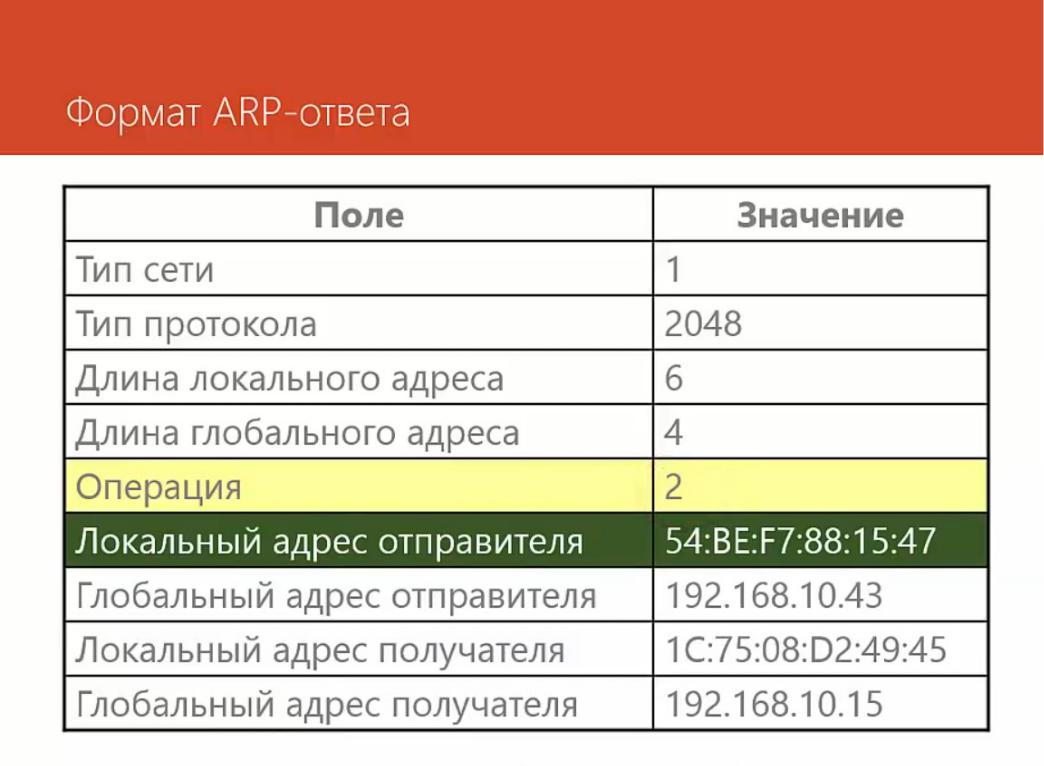 Формат ARP-ответа
Поле Значение
Тип сети 1
Тип протокола 2048
Длина локального адреса 6
Длина глобального адреса 4
Операция 2
Локальный адрес отправителя 54:BE:F7:88:15:47
Глобальный адрес отправителя 192.168.10.43
Локальный адрес получателя 1C:75:08:D2:49:45
Глобальный адрес получателя 192.168.10.15